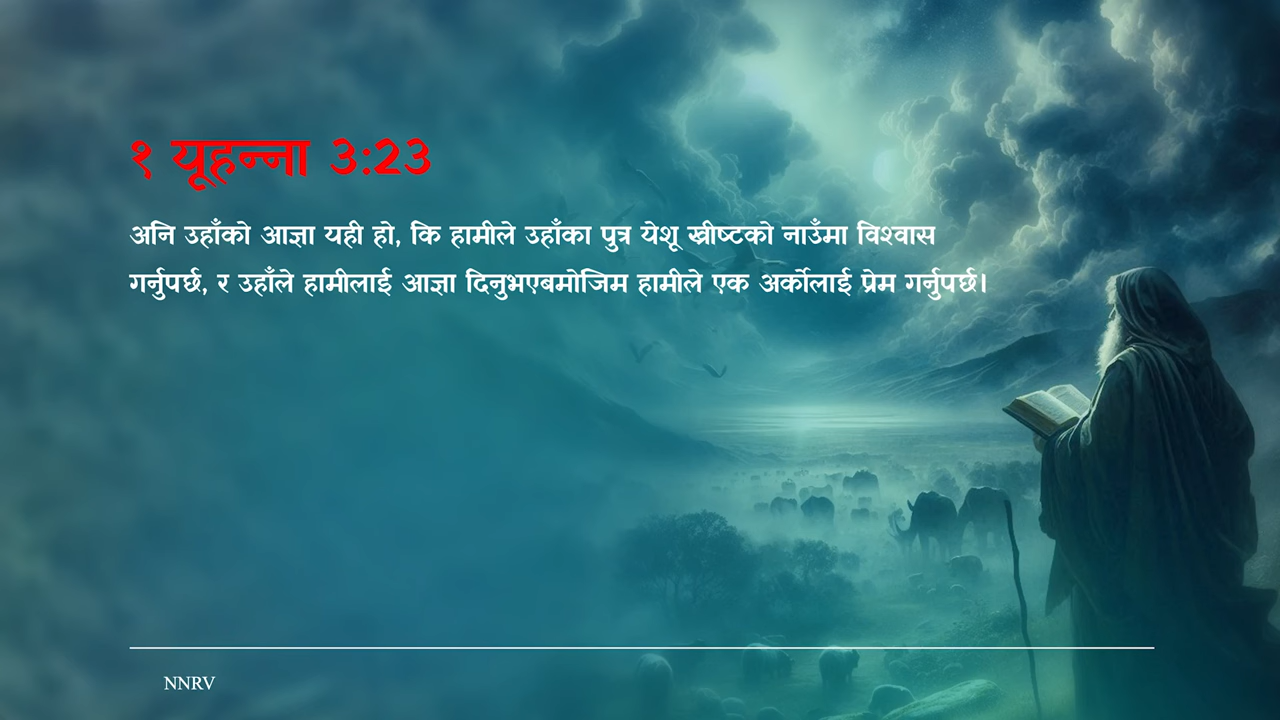 १ यूहन्ना 3:23
अनि उहाँको आज्ञा यही हो, कि हामीले उहाँका पुत्र येशू ख्रीष्टको नाउँमा विश्वास
गर्नुपर्छ, र उहाँले हामीलाई आज्ञा दिनुभएबमोजिम हामीले एक अर्कोलाई प्रेम गर्नुपर्छ।
NNRV